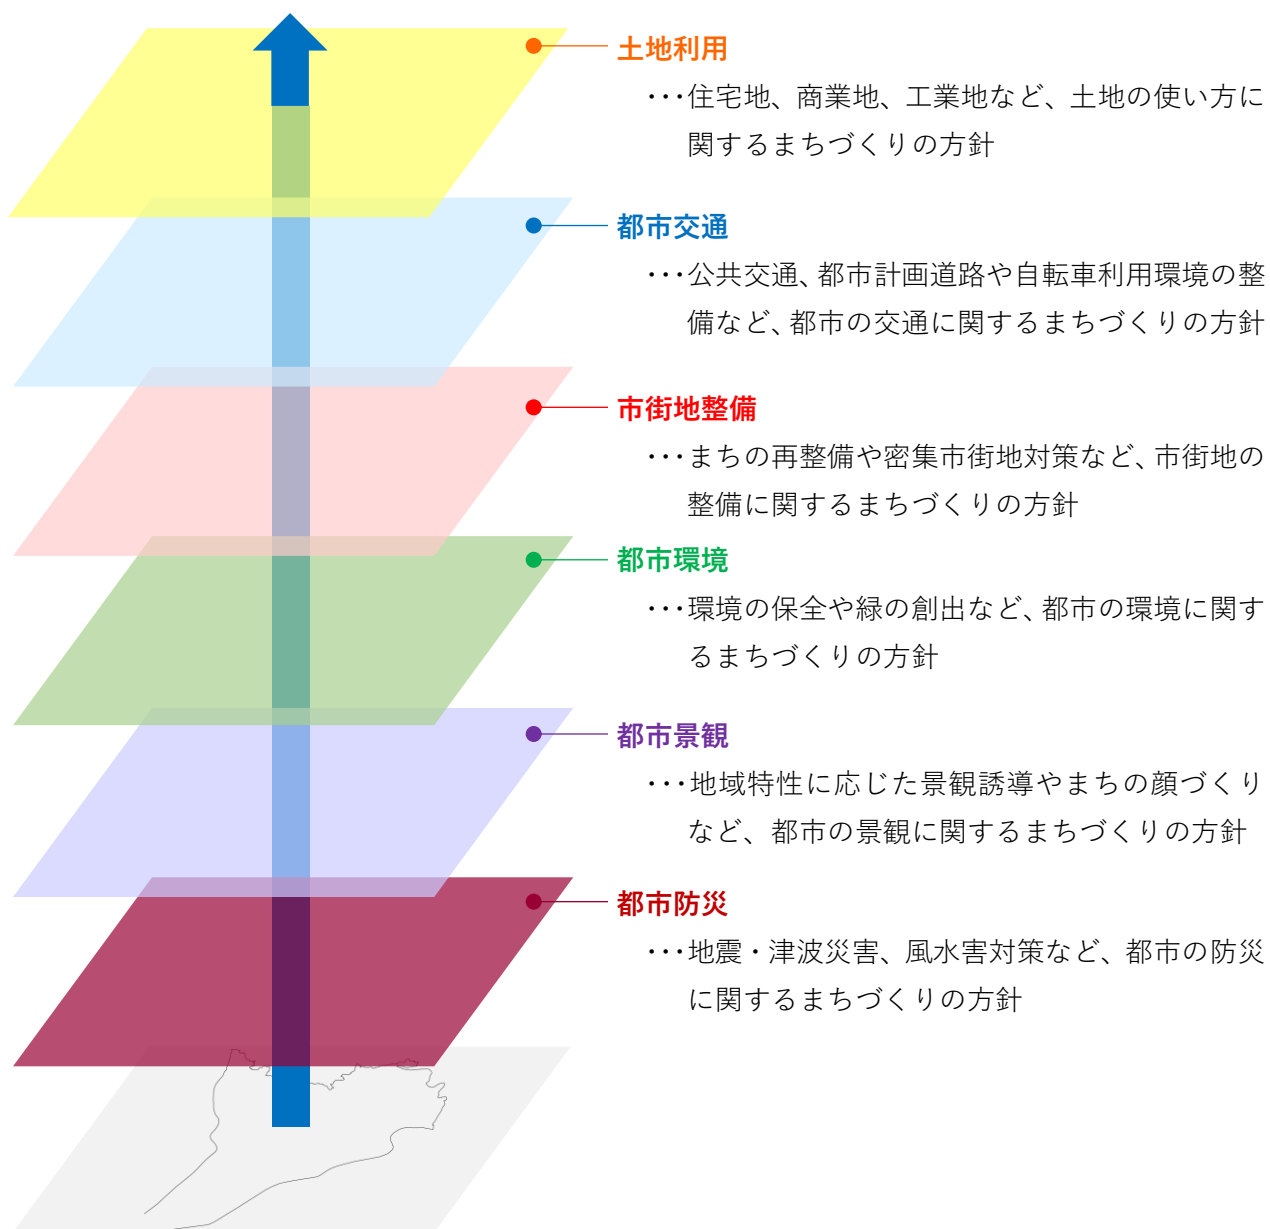 土地利用
･･･住宅地、商業地、工業地など、土地の使い方に
関するまちづくりの方針
都市交通
･･･公共交通、都市計画道路や自転車利用環境の整
備など、都市の交通に関するまちづくりの方針
市街地整備
･･･まちの再整備や密集市街地対策など、市街地の
整備に関するまちづくりの方針
都市環境
･･･環境の保全や緑の創出など、都市の環境に関す
るまちづくりの方針
都市景観
･･･地域特性に応じた景観誘導やまちの顔づくり
など、都市の景観に関するまちづくりの方針
都市防災
･･･地震・津波災害、風水害対策など、都市の防災
に関するまちづくりの方針